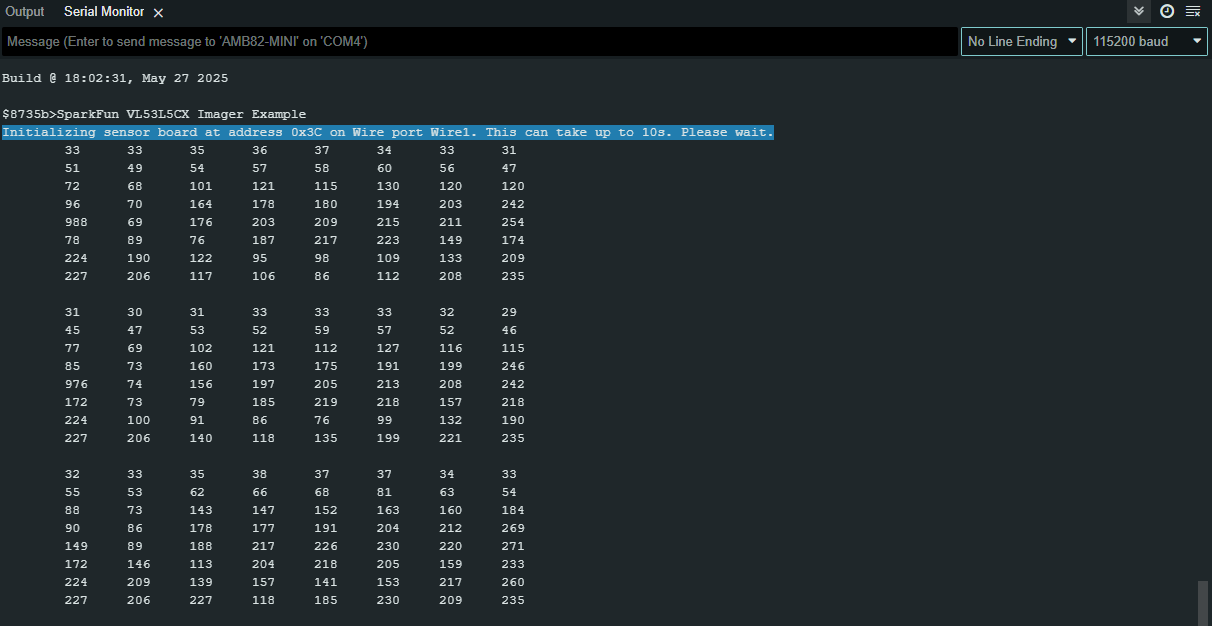 Output Serial Monitor
Message (Enter to send message to 'AMB82-MINI' on 'COM4') No Line Ending 115200 baud
Build @ 18:02:31, May 27 2025
$8735b>SparkFun VL53L5CX Imager Example
Initializing sensor board at address 0x3C on Wire port Wire1. This can take up to 10s. Please wait.
33 33 35 36 37 34 33 31
51 49 54 57 58 60 56 47
72 68 101 121 115 130 120 120
96 70 164 178 180 194 203 242
988 69 176 203 209 215 211 254
78 89 76 187 217 223 149 174
224 190 122 95 98 109 133 209
227 206 117 106 86 112 208 235
31 30 31 33 33 33 32 29
45 47 53 52 59 57 52 46
77 69 102 121 112 127 116 115
85 73 160 173 175 191 199 246
976 74 156 197 205 213 208 242
172 73 79 185 219 218 157 218
224 100 91 86 76 99 132 190
227 206 140 118 135 199 221 235
32 33 35 38 37 37 34 33
55 53 62 66 68 81 63 54
88 73 143 147 152 163 160 184
90 86 178 177 191 204 212 269
149 89 188 217 226 230 220 271
172 146 113 204 218 205 159 233
224 209 139 157 141 153 217 260
227 206 227 118 185 230 209 235